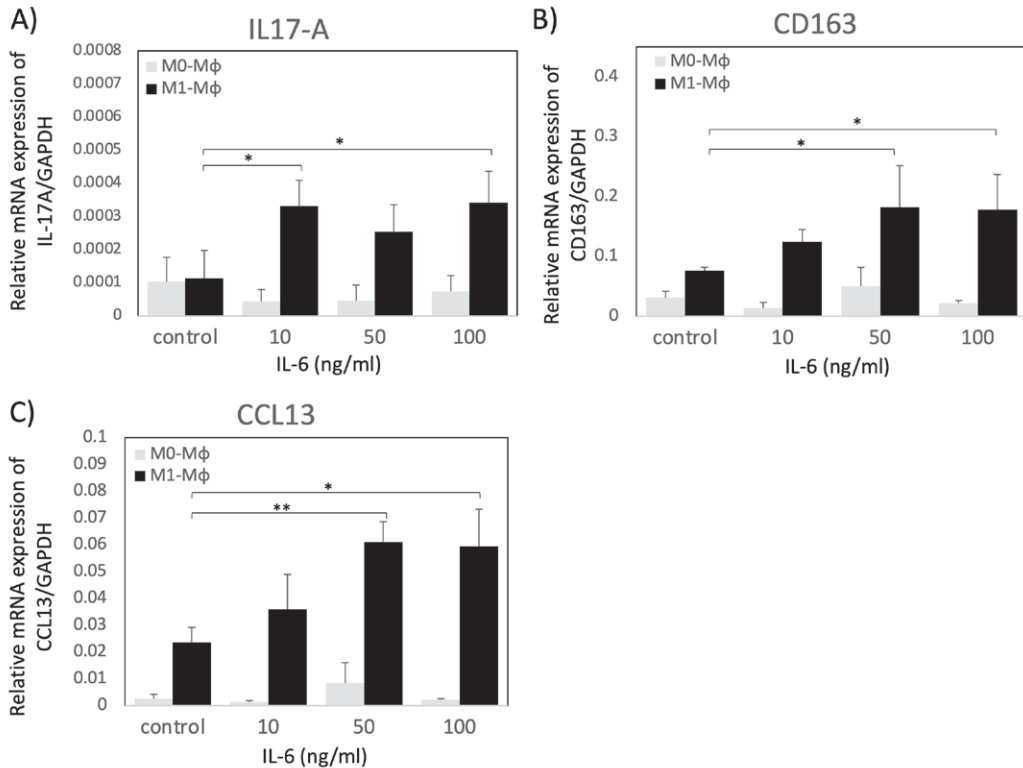 A)
IL17-A
Relative mRNA expression of
IL-17A/GAPDH
0.0008
0.0007
0.0006
0.0005
0.0004
0.0003
0.0002
0.0001
0
M0-Mϕ
M1-Mϕ
*
*
control 10 50 100
IL-6 (ng/ml)
B)
CD163
Relative mRNA expression of
CD163/GAPDH
0.4
0.3
0.2
0.1
0
M0-Mϕ
M1-Mϕ
*
*
control 10 50 100
IL-6 (ng/ml)
C)
CCL13
Relative mRNA expression of
CCL13/GAPDH
0.1
0.09
0.08
0.07
0.06
0.05
0.04
0.03
0.02
0.01
0
M0-Mϕ
M1-Mϕ
*
**
control 10 50 100
IL-6 (ng/ml)